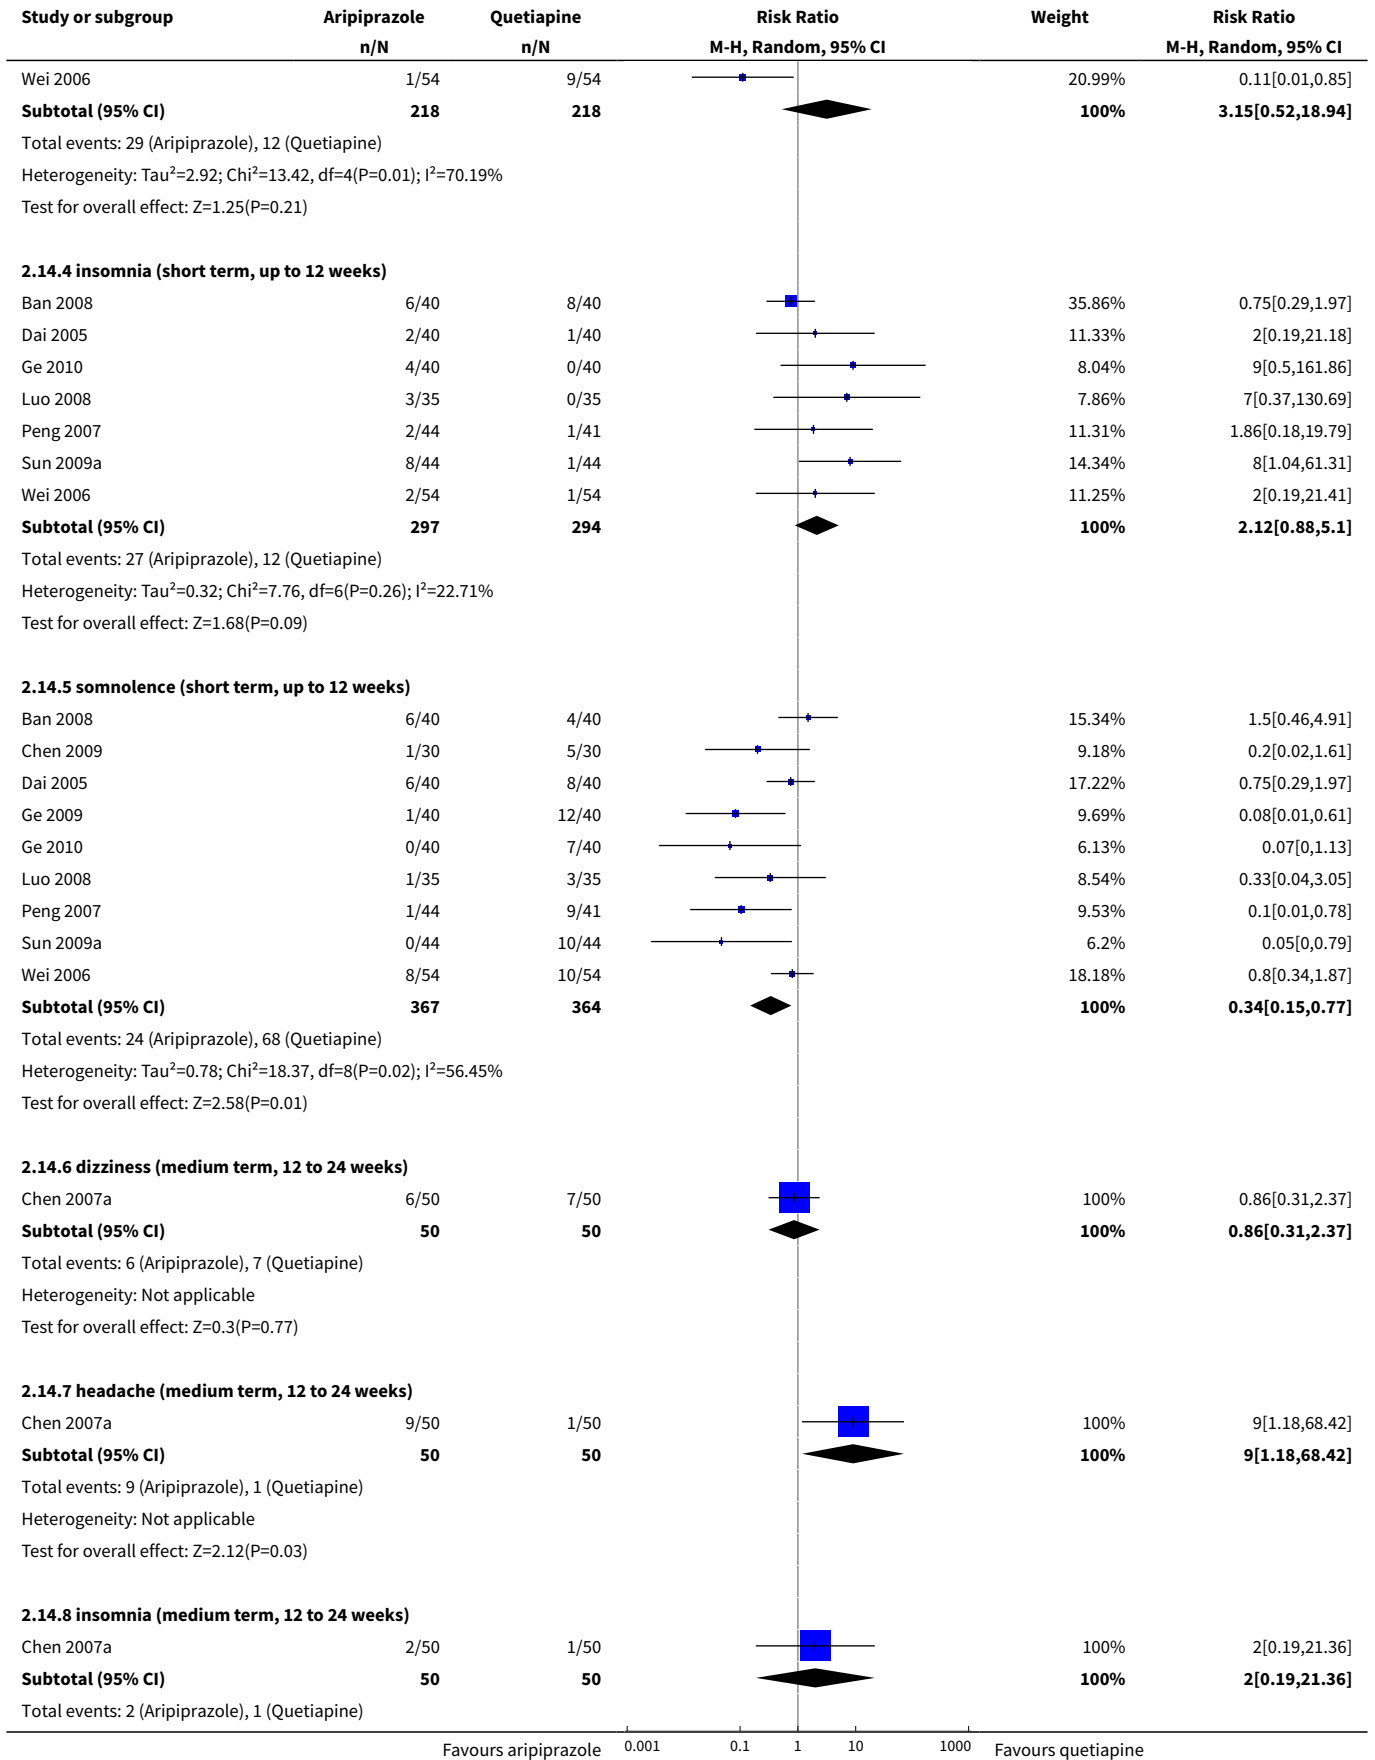 Study or subgroup Aripiprazole Quetiapine Risk Ratio Weight Risk Ratio
n/N n/N M-H, Random, 95% CI M-H, Random, 95% CI
Wei 2006 1/54 9/54 20.99% 0.11[0.01,0.85]
Subtotal (95% CI) 218 218 100% 3.15[0.52,18.94]
Total events: 29 (Aripiprazole), 12 (Quetiapine)
Heterogeneity: Tau²=2.92; Chi²=13.42, df=4(P=0.01); I²=70.19%
Test for overall effect: Z=1.25(P=0.21)
2.14.4 insomnia (short term, up to 12 weeks)
Ban 2008 6/40 8/40 35.86% 0.75[0.29,1.97]
Dai 2005 2/40 1/40 11.33% 2[0.19,21.18]
Ge 2010 4/40 0/40 8.04% 9[0.5,161.86]
Luo 2008 3/35 0/35 7.86% 7[0.37,130.69]
Peng 2007 2/44 1/41 11.31% 1.86[0.18,19.79]
Sun 2009a 8/44 1/44 14.34% 8[1.04,61.31]
Wei 2006 2/54 1/54 11.25% 2[0.19,21.41]
Subtotal (95% CI) 297 294 100% 2.12[0.88,5.1]
Total events: 27 (Aripiprazole), 12 (Quetiapine)
Heterogeneity: Tau²=0.32; Chi²=7.76, df=6(P=0.26); I²=22.71%
Test for overall effect: Z=1.68(P=0.09)
2.14.5 somnolence (short term, up to 12 weeks)
Ban 2008 6/40 4/40 15.34% 1.5[0.46,4.91]
Chen 2009 1/30 5/30 9.18% 0.2[0.02,1.61]
Dai 2005 6/40 8/40 17.22% 0.75[0.29,1.97]
Ge 2009 1/40 12/40 9.69% 0.08[0.01,0.61]
Ge 2010 0/40 7/40 6.13% 0.07[0,1.13]
Luo 2008 1/35 3/35 8.54% 0.33[0.04,3.05]
Peng 2007 1/44 9/41 9.53% 0.1[0.01,0.78]
Sun 2009a 0/44 10/44 6.2% 0.05[0,0.79]
Wei 2006 8/54 10/54 18.18% 0.8[0.34,1.87]
Subtotal (95% CI) 367 364 100% 0.34[0.15,0.77]
Total events: 24 (Aripiprazole), 68 (Quetiapine)
Heterogeneity: Tau²=0.78; Chi²=18.37, df=8(P=0.02); I²=56.45%
Test for overall effect: Z=2.58(P=0.01)
2.14.6 dizziness (medium term, 12 to 24 weeks)
Chen 2007a 6/50 7/50 100% 0.86[0.31,2.37]
Subtotal (95% CI) 50 50 100% 0.86[0.31,2.37]
Total events: 6 (Aripiprazole), 7 (Quetiapine)
Heterogeneity: Not applicable
Test for overall effect: Z=0.3(P=0.77)
2.14.7 headache (medium term, 12 to 24 weeks)
Chen 2007a 9/50 1/50 100% 9[1.18,68.42]
Subtotal (95% CI) 50 50 100% 9[1.18,68.42]
Total events: 9 (Aripiprazole), 1 (Quetiapine)
Heterogeneity: Not applicable
Test for overall effect: Z=2.12(P=0.03)
2.14.8 insomnia (medium term, 12 to 24 weeks)
Chen 2007a 2/50 1/50 100% 2[0.19,21.36]
Subtotal (95% CI) 50 50 100% 2[0.19,21.36]
Total events: 2 (Aripiprazole), 1 (Quetiapine)
Favours aripiprazole 0.001 0.1 1 10 1000 Favours quetiapine